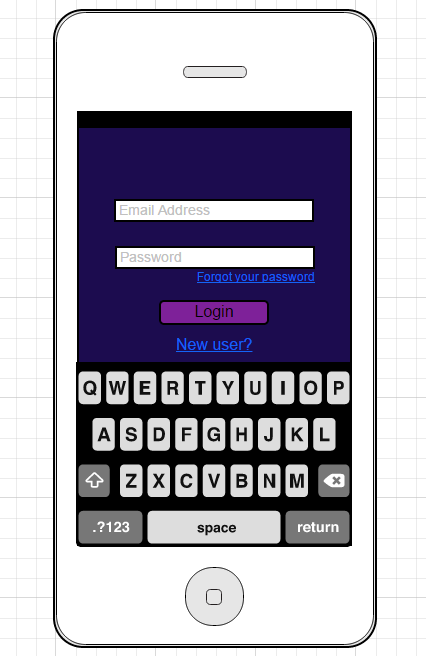 Email Address
Password
Forgot your password
Login
New user?
Q W E R T Y U I O P
A S D F G H J K L
Z X C V B N M
.?123 space return